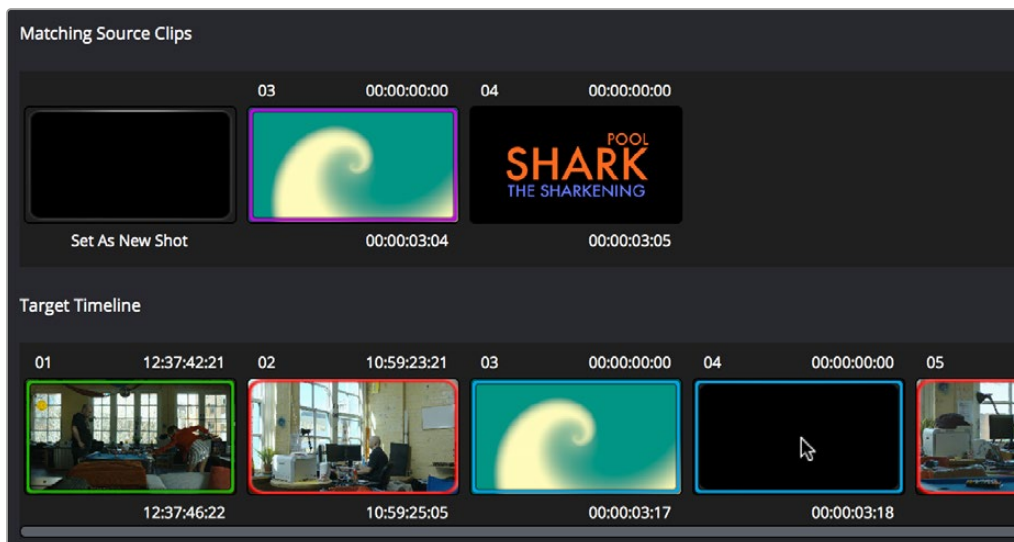 Matching Source Clips
03 00:00:00:00 04 00:00:00:00
POOL
SHARK
THE SHARKENING
Set As New Shot 00:00:03:04 00:00:03:05
Target Timeline
01 12:37:42:21 02 10:59:23:21 03 00:00:00:00 04 00:00:00:00 05
12:37:46:22 10:59:25:05 00:00:03:17 00:00:03:18